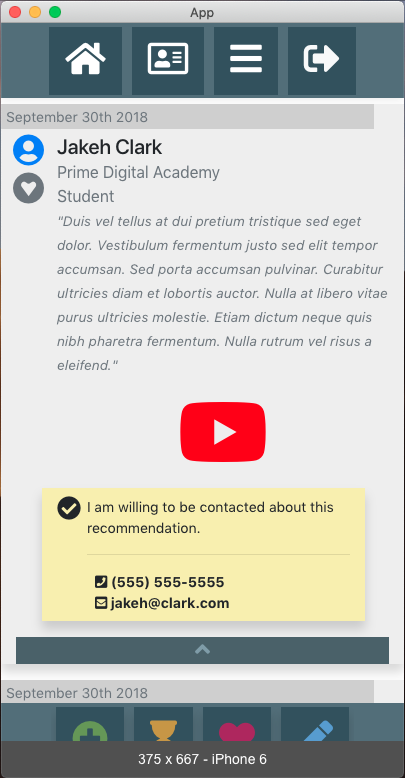 App
September 30th 2018
Jakeh Clark
Prime Digital Academy
Student
"Duis vel tellus at dui pretium tristique sed eget
dolor. Vestibulum fermentum justo sed elit tempor
accumsan. Sed porta accumsan pulvinar. Curabitur
ultricies diam et lobortis auctor. Nulla at libero vitae
purus ultricies molestie. Etiam dictum neque quis
nibh pharetra fermentum. Nulla rutrum vel risus a
eleifend."
I am willing to be contacted about this
recommendation.
(555) 555-5555
jakeh@clark.com
September 30th 2018
375 x 667 - iPhone 6